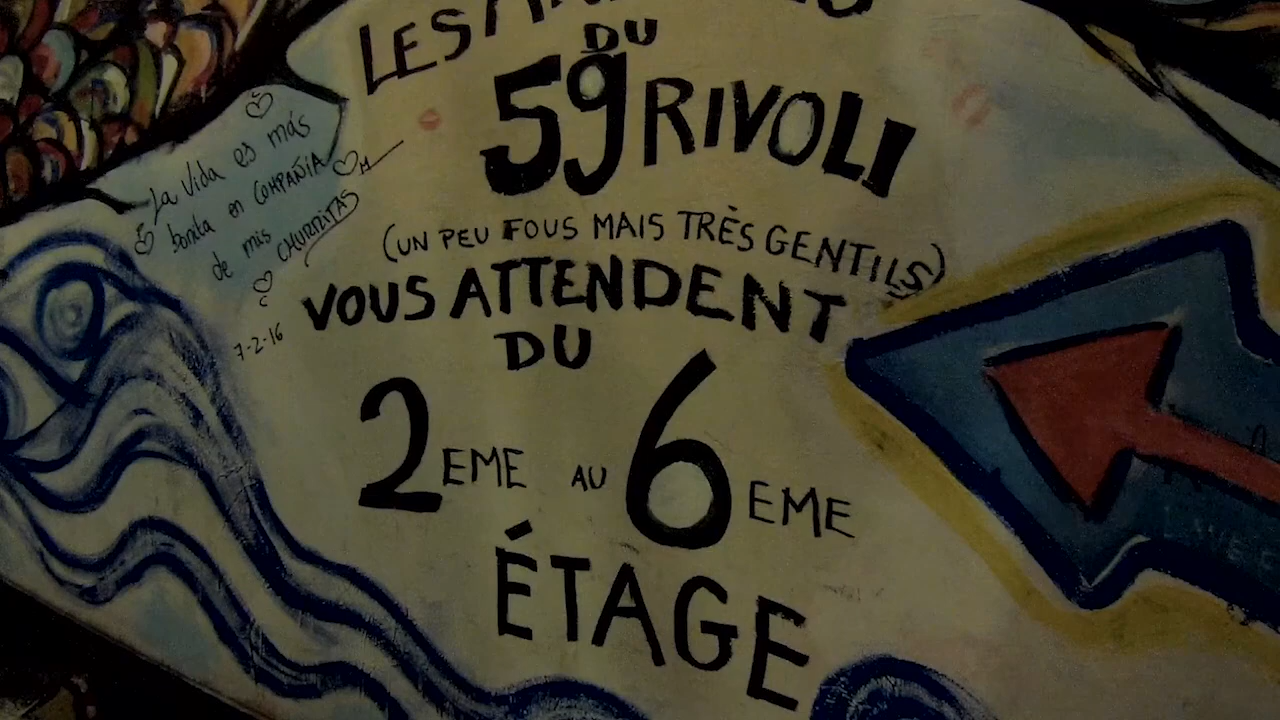 LES
DU
59 RIVOLI
(UN PEU FOUS MAIS TRÈS GENTILS)
VOUS ATTENDENT
DU
2EME AU 6EME
ÉTAGE
La vida es más
bonita en COMPAÑIA
de mis CHURRITAS
7-2-16